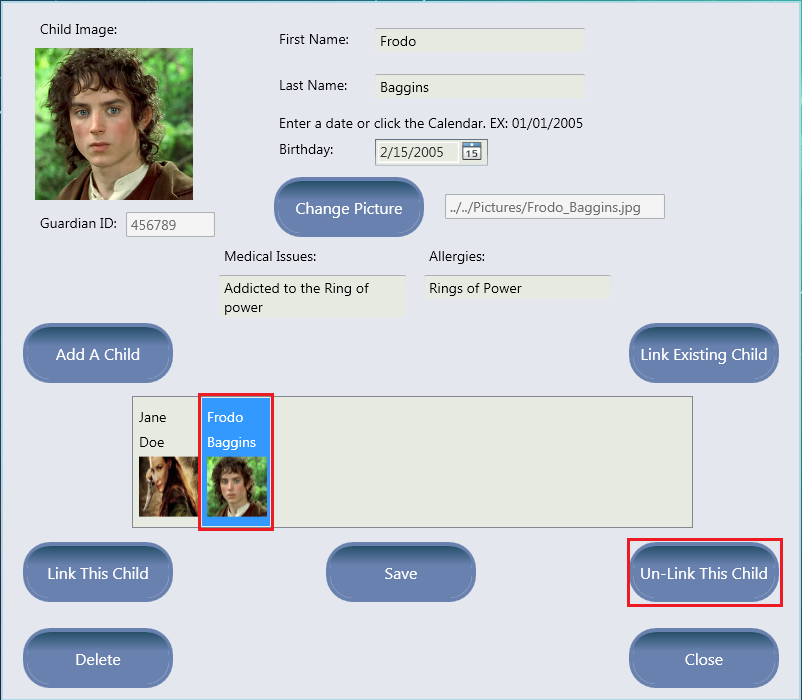 Child Image:
First Name:
Frodo
Last Name:
Baggins
Enter a date or click the Calendar. EX: 01/01/2005
Birthday:
2/15/2005
15
Guardian ID:
456789
Change Picture
../../Pictures/Frodo_Baggins.jpg
Medical Issues:
Allergies:
Addicted to the Ring of
power
Rings of Power
Add A Child
Link Existing Child
Jane
Doe
Frodo
Baggins
Link This Child
Save
Un-Link This Child
Delete
Close